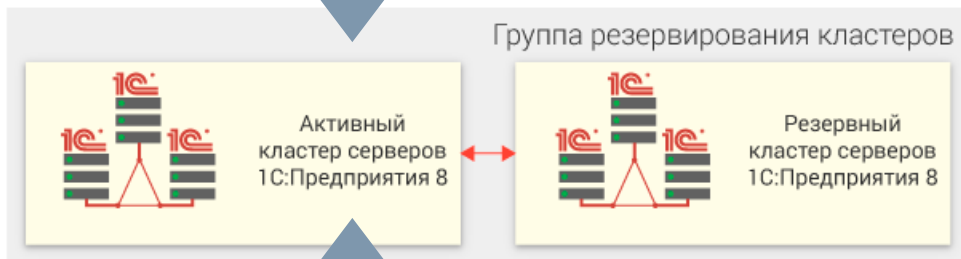 Группа резервирования кластеров
1С
1С
1С
Активный
кластер серверов
1С:Предприятия 8
1С
1С
1С
Резервный
кластер серверов
1С:Предприятия 8